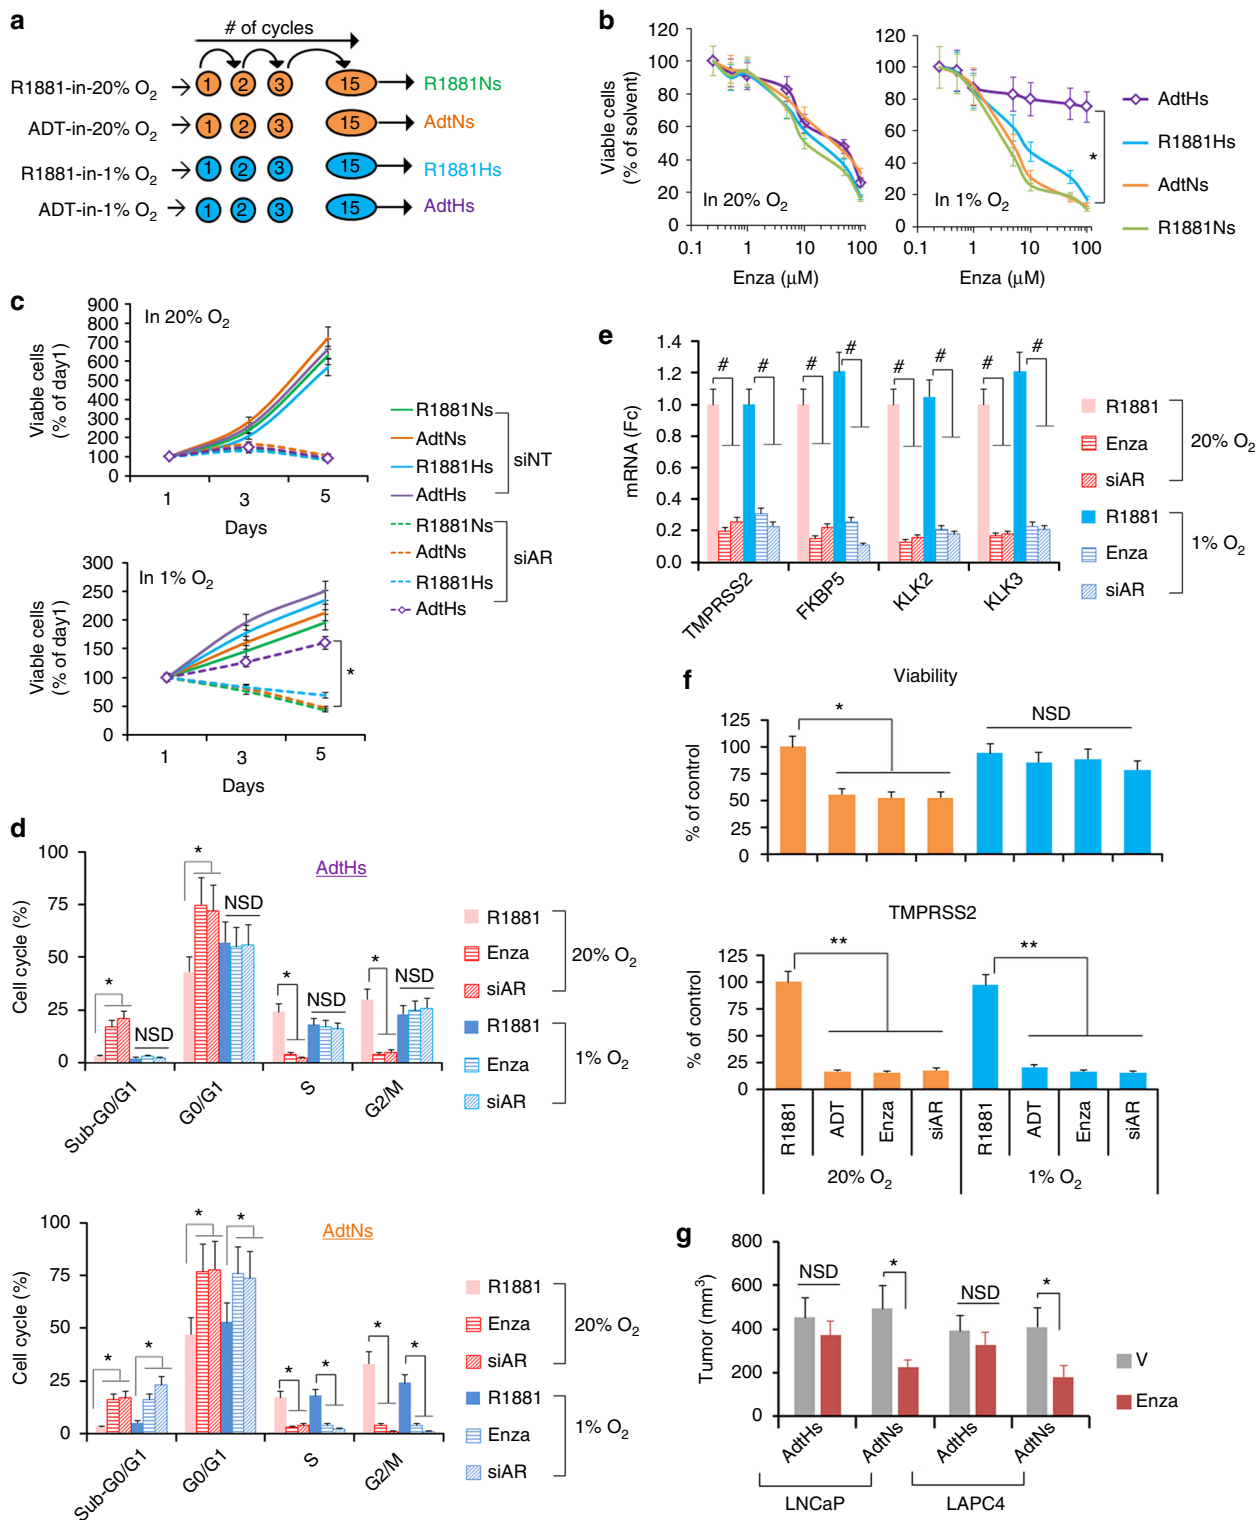 a
# of cycles
R1881-in-20% O2 → 1 2 3 15 R1881Ns
ADT-in-20% O2 → 1 2 3 15 AdtNs
R1881-in-1% O2 → 1 2 3 15 R1881Hs
ADT-in-1% O2 → 1 2 3 15 AdtHs
b
Viable cells
(% of solvent)
120
100
80
60
40
20
0
In 20% O2
0.1 1 10 100
Enza (μM)
120
100
80
60
40
20
0
In 1% O2
0.1 1 10 100
Enza (μM)
*
AdtHs
R1881Hs
AdtNs
R1881Ns
c
Viable cells
(% of day1)
900
800
700
600
500
400
300
200
100
0
In 20% O2
1 3 5
Days
Viable cells
(% of day1)
300
250
200
150
100
50
0
In 1% O2
*
1 3 5
Days
R1881Ns
AdtNs
R1881Hs
AdtHs
siNT
R1881Ns
AdtNs
R1881Hs
AdtHs
siAR
d
Cell cycle (%)
100
75
50
25
0
AdtHs
* NSD
* NSD
* NSD
* NSD
Sub-G0/G1 G0/G1 S G2/M
R1881
Enza
siAR
20% O2
R1881
Enza
siAR
1% O2
Cell cycle (%)
100
75
50
25
0
AdtNs
* *
* *
* *
* *
Sub-G0/G1 G0/G1 S G2/M
R1881
Enza
siAR
20% O2
R1881
Enza
siAR
1% O2
e
mRNA (Fc)
1.4
1.2
1.0
0.8
0.6
0.4
0.2
0.0
# # # # # # # #
TMPRSS2 FKBP5 KLK2 KLK3
R1881
Enza
siAR
20% O2
R1881
Enza
siAR
1% O2
f
Viability
% of control
125
100
75
50
25
0
* NSD
TMPRSS2
% of control
125
100
75
50
25
0
** **
R1881 ADT Enza siAR R1881 ADT Enza siAR
20% O2 1% O2
g
Tumor (mm3)
800
600
400
200
0
NSD * NSD *
AdtHs AdtNs AdtHs AdtNs
LNCaP LAPC4
V
Enza